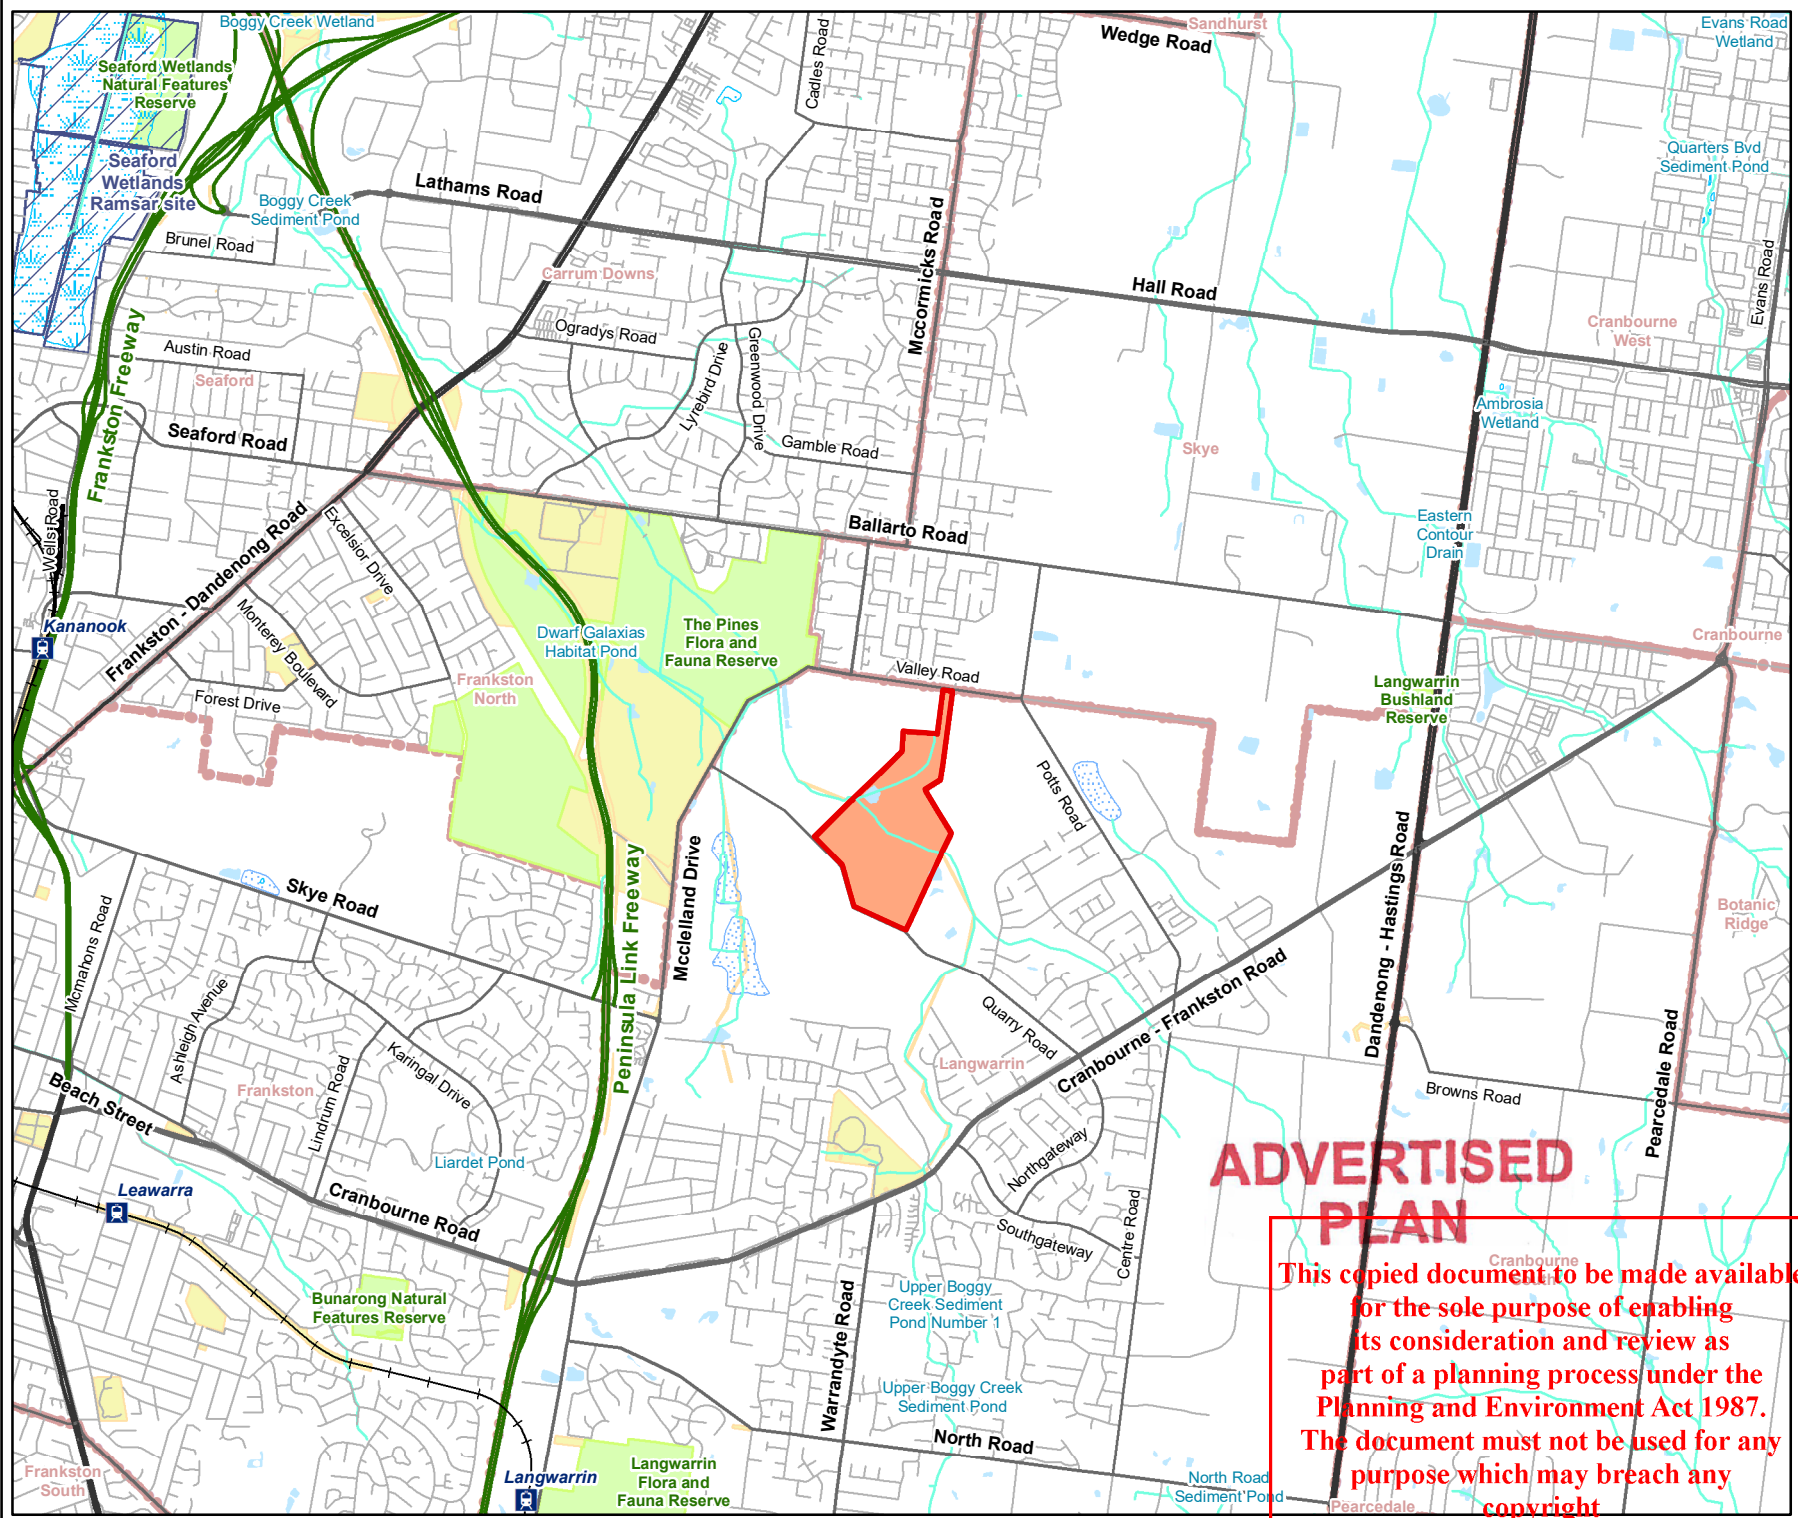 Boggy Creek Wetland
Sandhurst
Wedge Road
Evans Road
Wetland
Cadles Road
Seaford Wetlands
Natural Features
Reserve
Seaford
Wetlands
Ramsar site
Quarters Bvd
Sediment Pond
Lathams Road
Boggy Creek
Sediment Pond
Brunel Road
Mccormicks Road
Evans Road
Carrum Downs
Hall Road
Cranbourne
West
Ogradys Road
Austin Road
Seaford
Frankston Freeway
Lyrebird Drive
Greenwood Drive
Ambrosia
Wetland
Seaford Road
Gamble Road
Skye
Wells Road
Excelsior Drive
Ballarto Road
Eastern
Contour
Drain
Frankston - Dandenong Road
Kananook
Monterey Boulevard
Dwarf Galaxias
Habitat Pond
The Pines
Flora and
Fauna Reserve
Cranbourne
Valley Road
Frankston
North
Forest Drive
Langwarrin
Bushland
Reserve
Potts Road
Mcclelland Drive
Dandenong - Hastings Road
Skye Road
Peninsula Link Freeway
Mcmahons Road
Botanic
Ridge
Ashleigh Avenue
Quarry Road
Cranbourne - Frankston Road
Karingal Drive
Langwarrin
Pearcedale Road
Beach Street
Frankston
Lindrum Road
Browns Road
Liardet Pond
Northgateway
ADVERTISED
PLAN
Leawarra
Cranbourne Road
Southgateway
Centre Road
Cranbourne
South
This copied document to be made available
for the sole purpose of enabling
its consideration and review as
part of a planning process under the
Planning and Environment Act 1987.
The document must not be used for any
purpose which may breach any
copyright
Bunarong Natural
Features Reserve
Upper Boggy
Creek Sediment
Pond Number 1
Warrandyte Road
Upper Boggy Creek
Sediment Pond
North Road
Frankston
South
Langwarrin
Langwarrin
Flora and
Fauna Reserve
North Road
Sediment Pond
Pearcedale